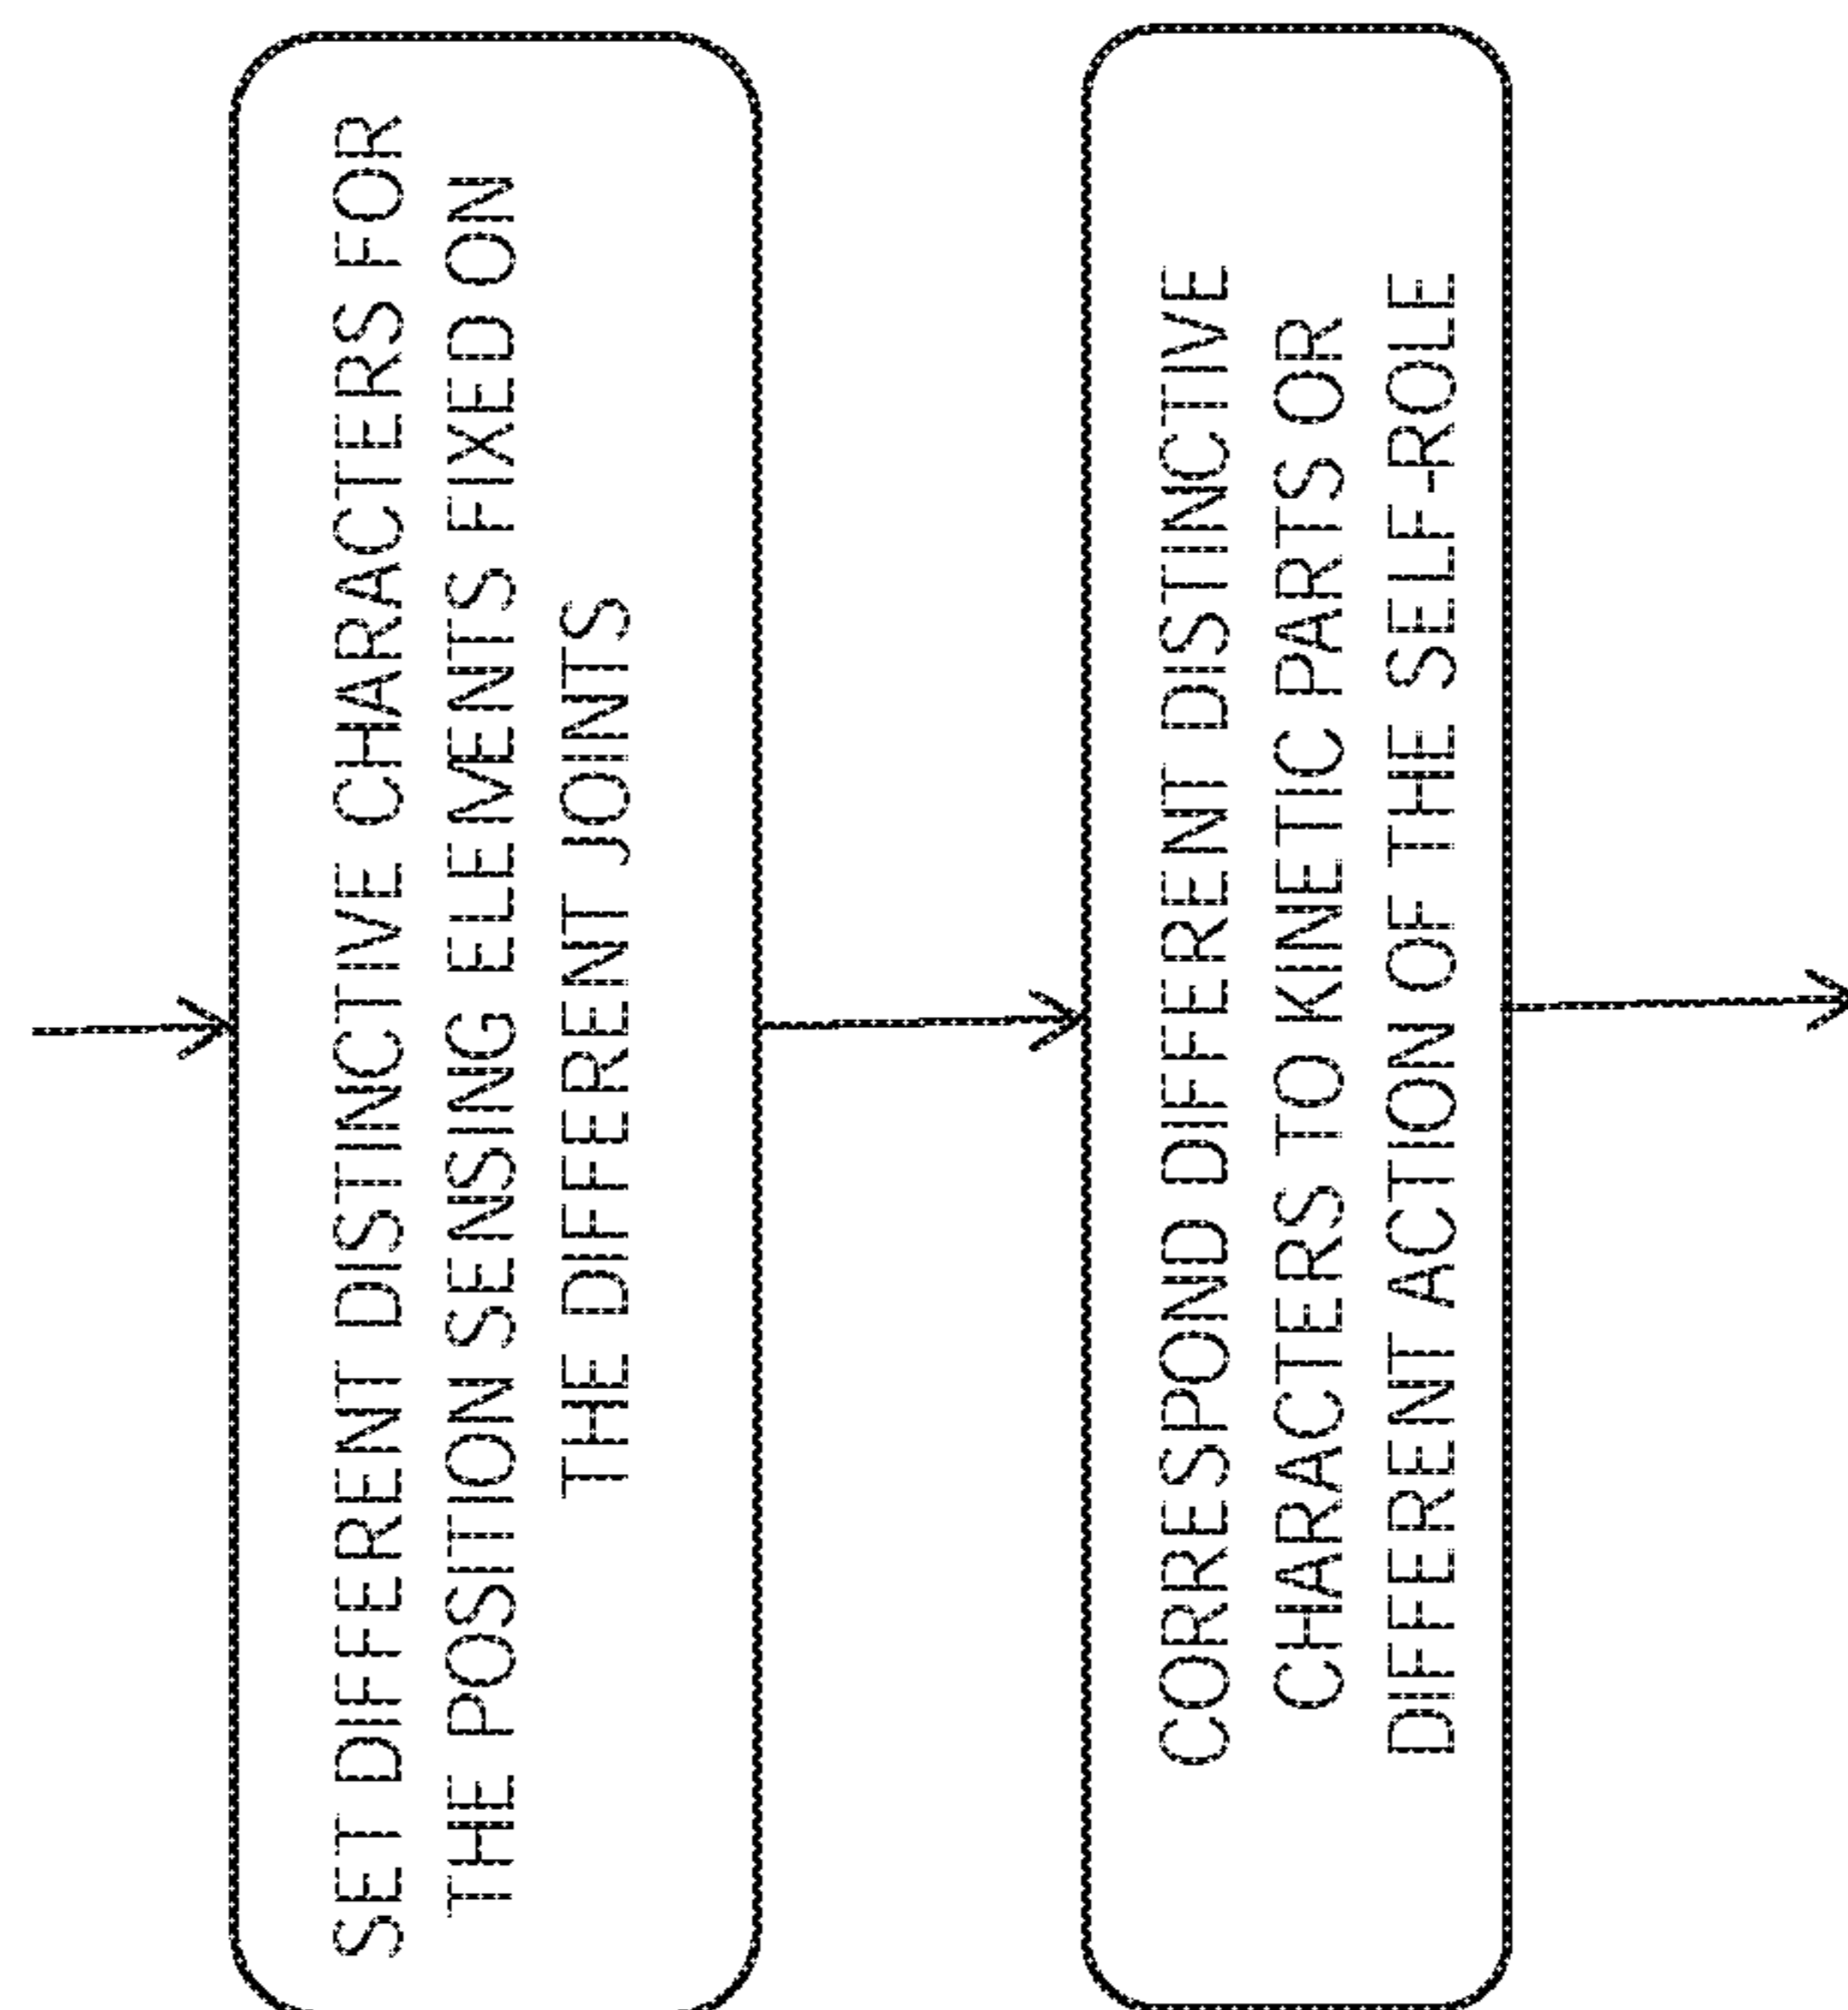 SET DIFFERENT DISTINCTIVE CHARACTERS FOR
THE POSITION SENSING ELEMENTS FIXED ON
THE DIFFERENT JOINTS
CORRESPOND DIFFERENT DISTINCTIVE
CHARACTERS TO KINETIC PARTS OR
DIFFERENT ACTION OF THE SELF-ROLE